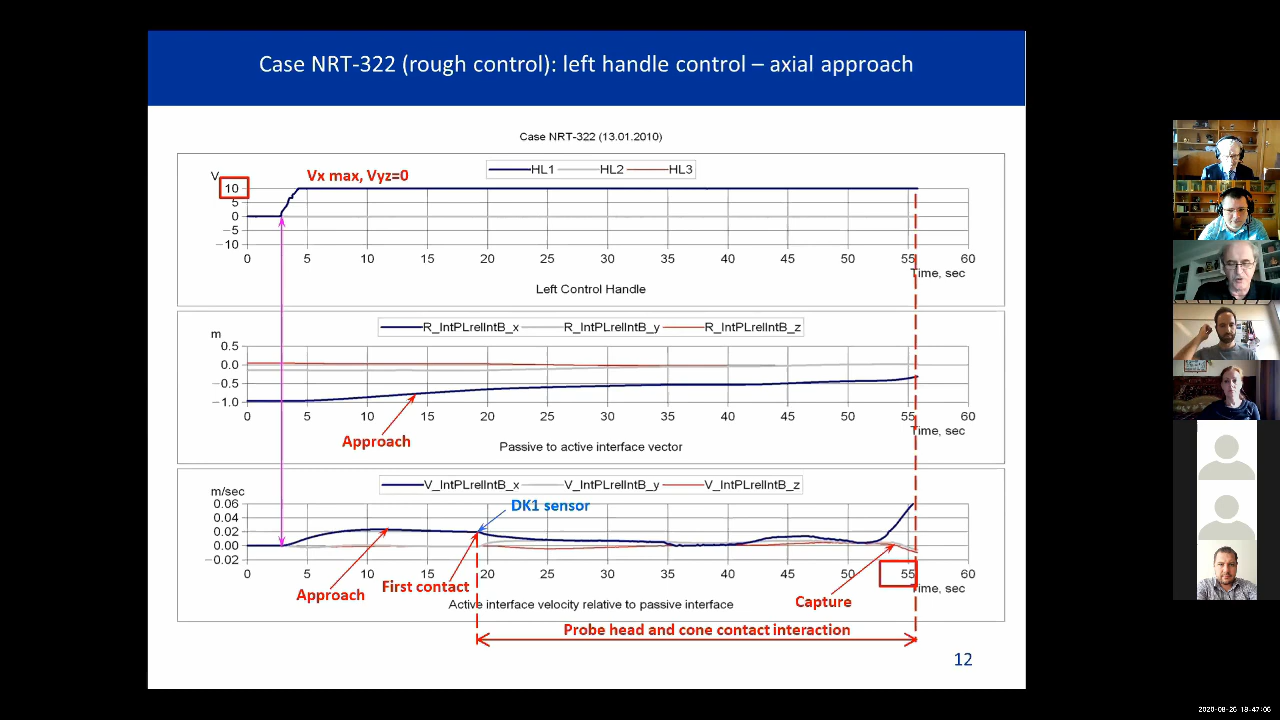 Case NRT-322 (rough control): left handle control – axial approach
Case NRT-322 (13.01.2010)
HL1 HL2 HL3
V
Vx max, Vyz=0
10
5
0
−5
−10
0 5 10 15 20 25 30 35 40 45 50 55 60
Time, sec
Left Control Handle
R_IntPLrelIntB_x R_IntPLrelIntB_y R_IntPLrelIntB_z
m
0.5
0.0
−0.5
−1.0
0 5 10 15 20 25 30 35 40 45 50 55 60
Time, sec
Approach
Passive to active interface vector
V_IntPLrelIntB_x V_IntPLrelIntB_y V_IntPLrelIntB_z
m/sec
DK1 sensor
0.06
0.04
0.02
0.00
−0.02
0 5 10 15 20 25 30 35 40 45 50 55 60
Time, sec
First contact
Approach
Capture
Active interface velocity relative to passive interface
Probe head and cone contact interaction
12
2020-08-26 18:47:06